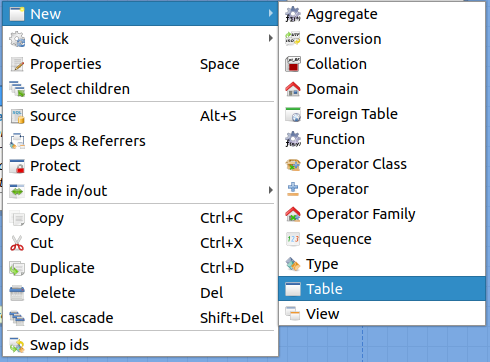 New
Quick
Properties Space
Select children
Source Alt+S
Deps & Referrers
Protect
Fade in/out
Copy Ctrl+C
Cut Ctrl+X
Duplicate Ctrl+D
Delete Del
Del. cascade Shift+Del
Swap ids
Aggregate
Conversion
Collation
Domain
Foreign Table
Function
Operator Class
Operator
Operator Family
Sequence
Type
Table
View